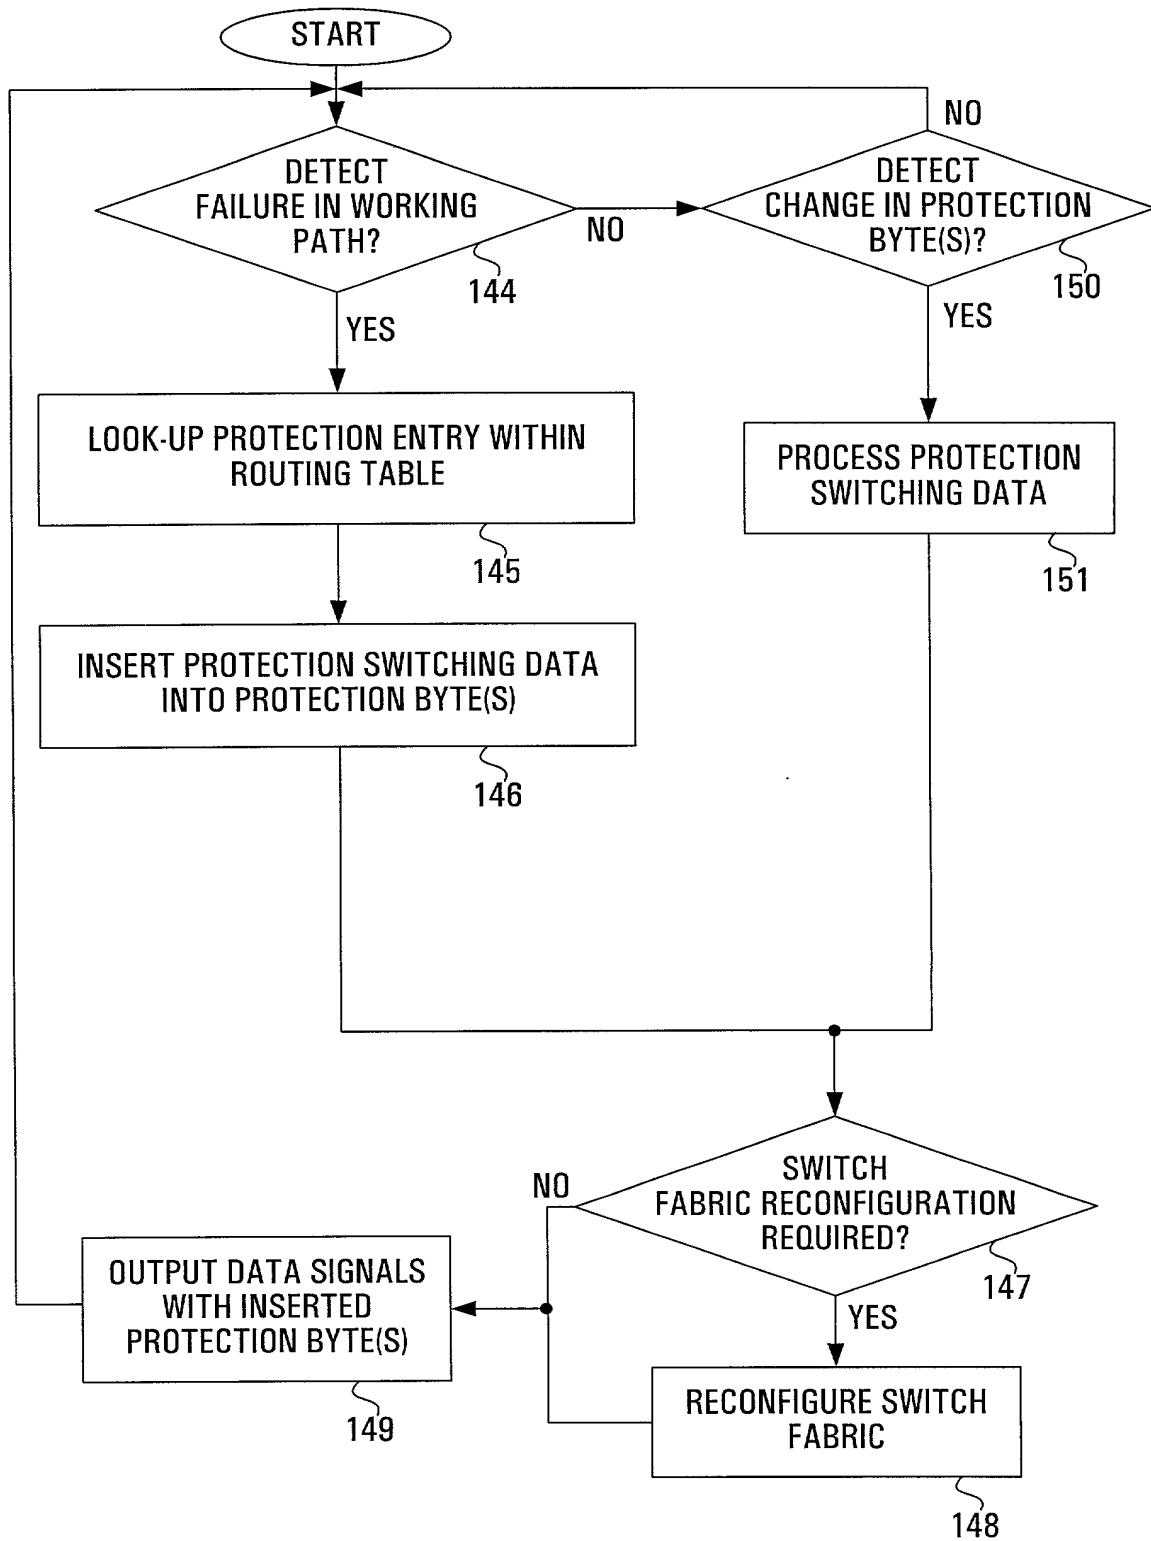 START
NO
DETECT
FAILURE IN WORKING
PATH?
NO
144
DETECT
CHANGE IN PROTECTION
BYTE(S)?
150
YES
YES
LOOK-UP PROTECTION ENTRY WITHIN
ROUTING TABLE
145
PROCESS PROTECTION
SWITCHING DATA
151
INSERT PROTECTION SWITCHING DATA
INTO PROTECTION BYTE(S)
146
NO
SWITCH
FABRIC RECONFIGURATION
REQUIRED?
147
YES
OUTPUT DATA SIGNALS
WITH INSERTED
PROTECTION BYTE(S)
149
RECONFIGURE SWITCH
FABRIC
148